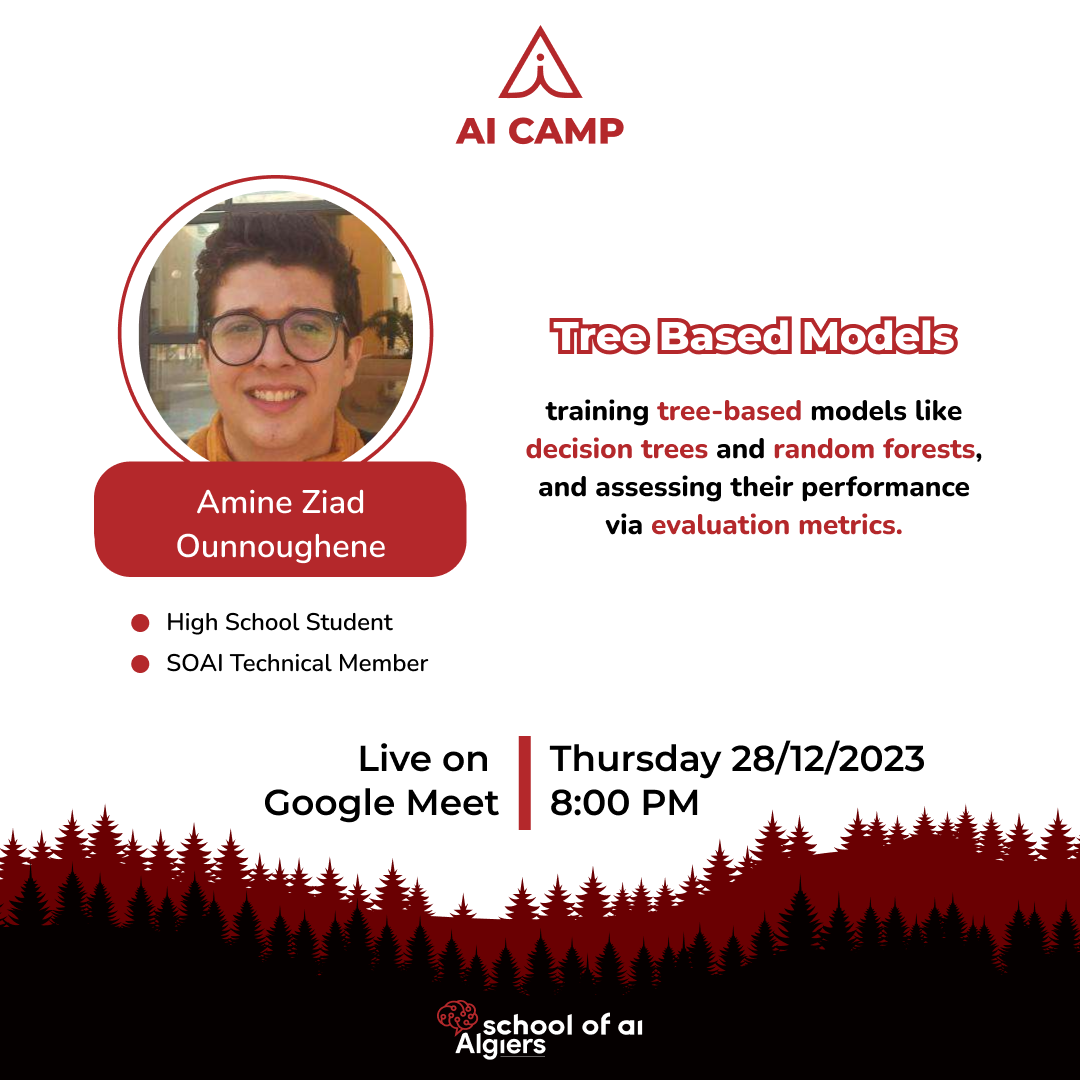 AI CAMP
Amine Ziad
Ounnoughene
High School Student
SOAI Technical Member
Tree Based Models
training tree-based models like
decision trees and random forests,
and assessing their performance
via evaluation metrics.
Live on
Google Meet
Thursday 28/12/2023
8:00 PM
school of ai
Algiers